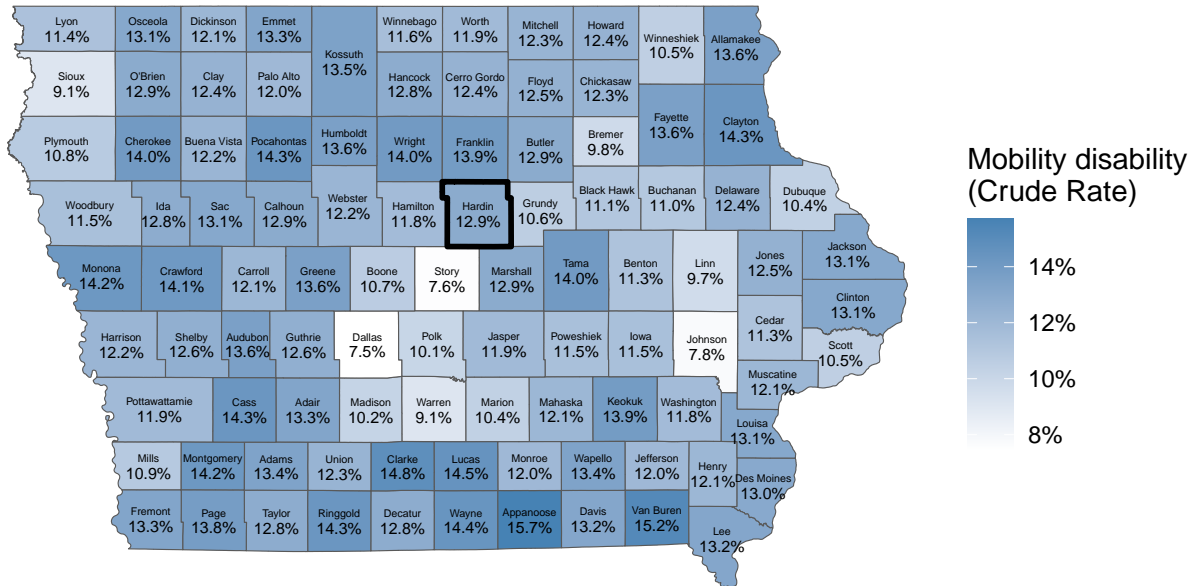 Lyon
11.4%
Osceola
13.1%
Dickinson
12.1%
Emmet
13.3%
Kossuth
13.5%
Winnebago
11.6%
Worth
11.9%
Mitchell
12.3%
Howard
12.4%
Winneshiek
10.5%
Allamakee
13.6%
Sioux
9.1%
O'Brien
12.9%
Clay
12.4%
Palo Alto
12.0%
Hancock
12.8%
Cerro Gordo
12.4%
Floyd
12.5%
Chickasaw
12.3%
Fayette
13.6%
Clayton
14.3%
Plymouth
10.8%
Cherokee
14.0%
Buena Vista
12.2%
Pocahontas
14.3%
Humboldt
13.6%
Wright
14.0%
Franklin
13.9%
Butler
12.9%
Bremer
9.8%
Woodbury
11.5%
Ida
12.8%
Sac
13.1%
Calhoun
12.9%
Webster
12.2%
Hamilton
11.8%
Hardin
12.9%
Grundy
10.6%
Black Hawk
11.1%
Buchanan
11.0%
Delaware
12.4%
Dubuque
10.4%
Monona
14.2%
Crawford
14.1%
Carroll
12.1%
Greene
13.6%
Boone
10.7%
Story
7.6%
Marshall
12.9%
Tama
14.0%
Benton
11.3%
Linn
9.7%
Jones
12.5%
Jackson
13.1%
Clinton
13.1%
Harrison
12.2%
Shelby
12.6%
Audubon
13.6%
Guthrie
12.6%
Dallas
7.5%
Polk
10.1%
Jasper
11.9%
Poweshiek
11.5%
Iowa
11.5%
Johnson
7.8%
Cedar
11.3%
Scott
10.5%
Muscatine
12.1%
Pottawattamie
11.9%
Cass
14.3%
Adair
13.3%
Madison
10.2%
Warren
9.1%
Marion
10.4%
Mahaska
12.1%
Keokuk
13.9%
Washington
11.8%
Louisa
13.1%
Mills
10.9%
Montgomery
14.2%
Adams
13.4%
Union
12.3%
Clarke
14.8%
Lucas
14.5%
Monroe
12.0%
Wapello
13.4%
Jefferson
12.0%
Henry
12.1%
Des Moines
13.0%
Fremont
13.3%
Page
13.8%
Taylor
12.8%
Ringgold
14.3%
Decatur
12.8%
Wayne
14.4%
Appanoose
15.7%
Davis
13.2%
Van Buren
15.2%
Lee
13.2%
Mobility disability
(Crude Rate)
14%
12%
10%
8%